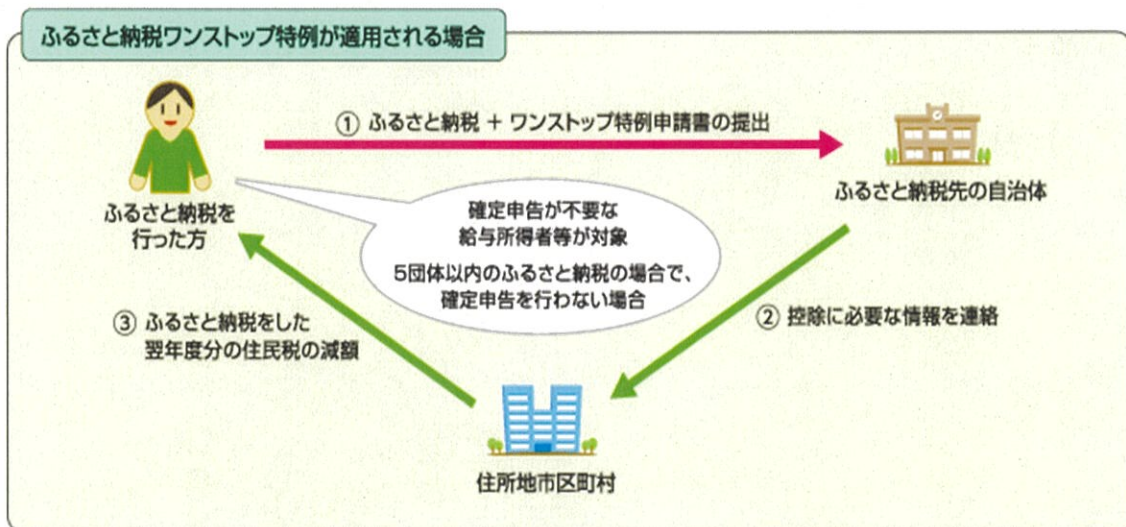 ふるさと納税ワンストップ特例が適用される場合
① ふるさと納税 + ワンストップ特例申請書の提出
ふるさと納税を
行った方
ふるさと納税先の自治体
確定申告が不要な
給与所得者等が対象
5団体以内のふるさと納税の場合で、
確定申告を行わない場合
③ ふるさと納税をした
翌年度分の住民税の減額
② 控除に必要な情報を連絡
住所地市区町村